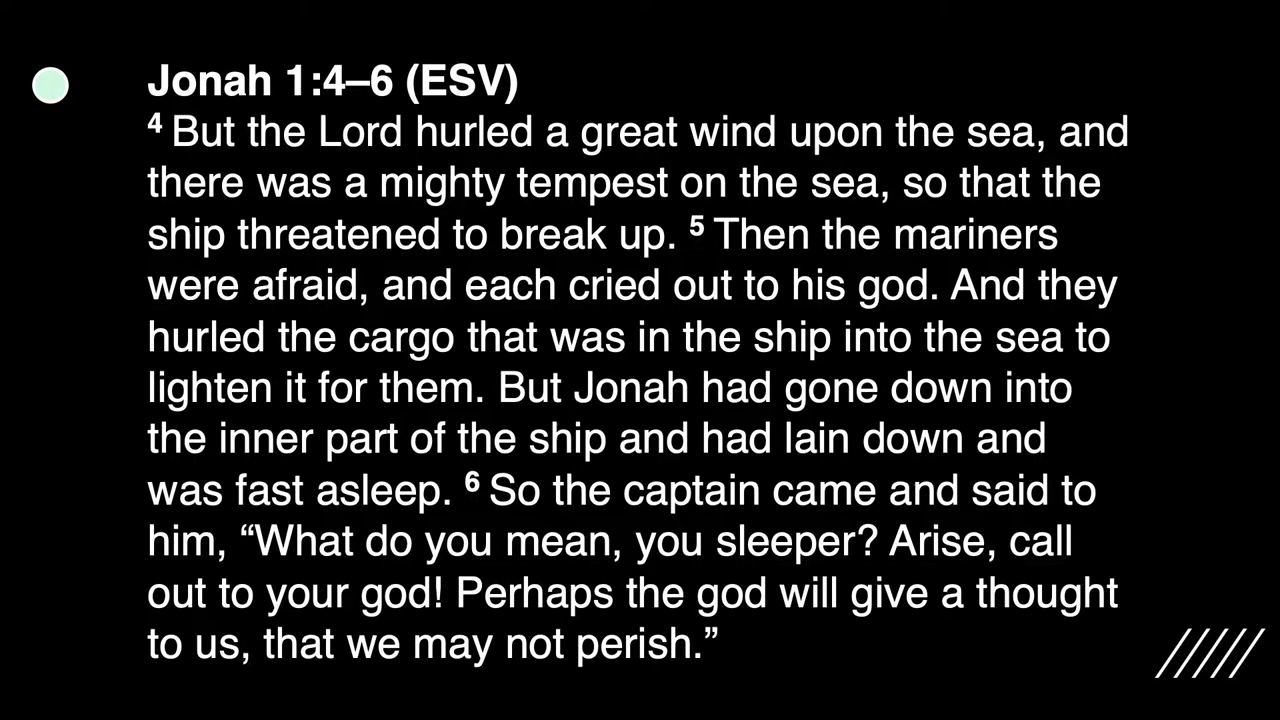 Jonah 1:4–6 (ESV)
4 But the Lord hurled a great wind upon the sea, and
there was a mighty tempest on the sea, so that the
ship threatened to break up. 5 Then the mariners
were afraid, and each cried out to his god. And they
hurled the cargo that was in the ship into the sea to
lighten it for them. But Jonah had gone down into
the inner part of the ship and had lain down and
was fast asleep. 6 So the captain came and said to
him, “What do you mean, you sleeper? Arise, call
out to your god! Perhaps the god will give a thought
to us, that we may not perish.”